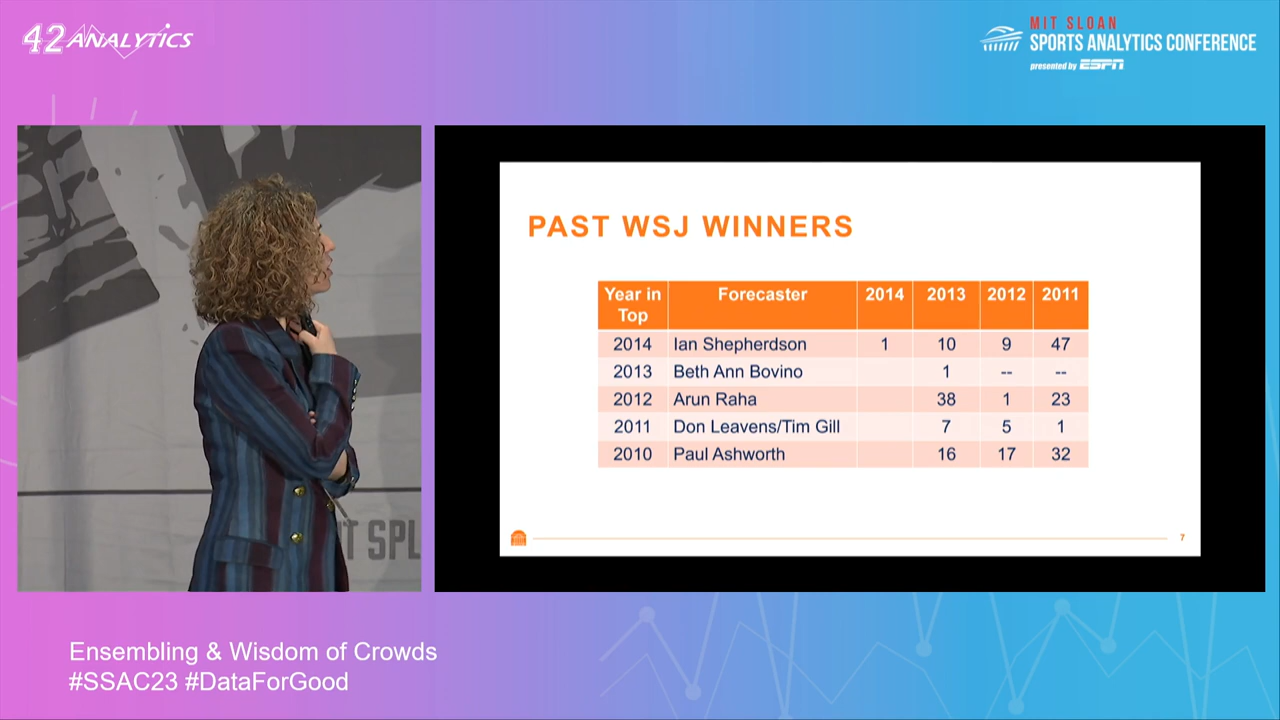 42 ANALYTICS
MIT SLOAN
SPORTS ANALYTICS CONFERENCE
presented by ESPN
PAST WSJ WINNERS
Year in Top Forecaster 2014 2013 2012 2011
2014 Ian Shepherdson 1 10 9 47
2013 Beth Ann Bovino 1 -- --
2012 Arun Raha 38 1 23
2011 Don Leavens/Tim Gill 7 5 1
2010 Paul Ashworth 16 17 32
7
IT SPL
Ensembling & Wisdom of Crowds
#SSAC23 #DataForGood